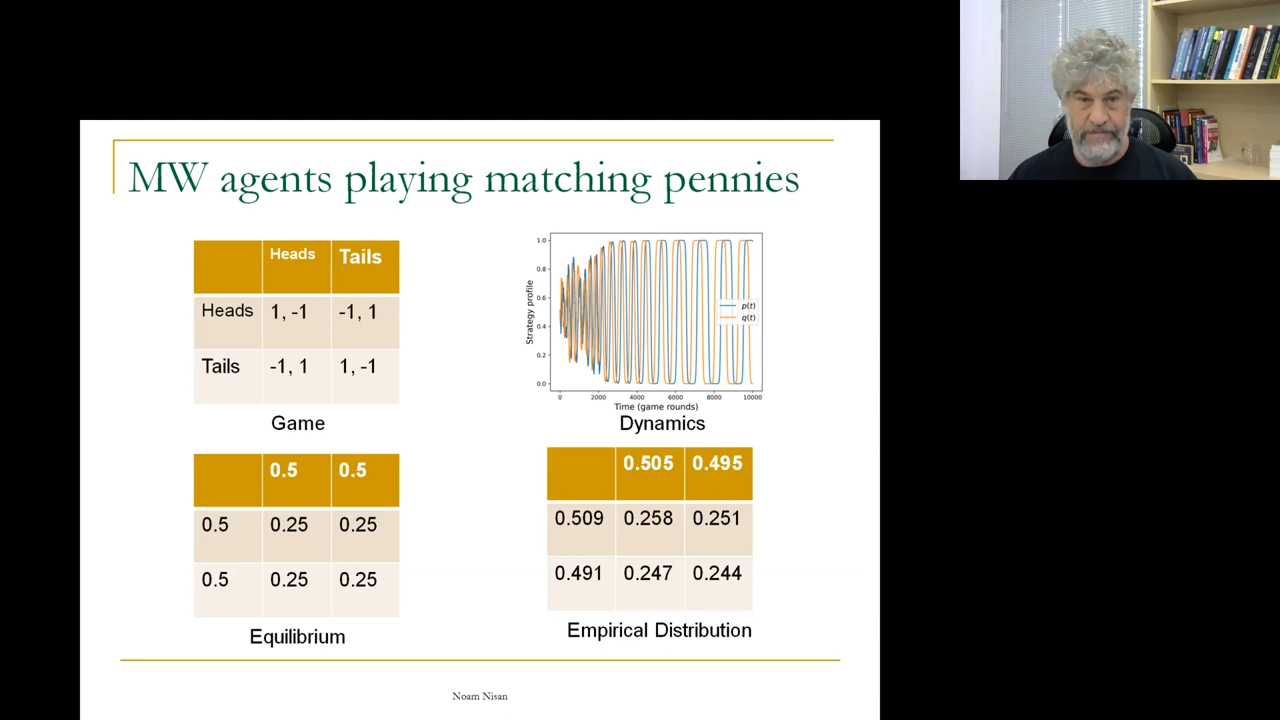 MW agents playing matching pennies
Heads Tails
Heads 1, -1 -1, 1
Tails -1, 1 1, -1
Game
Strategy profile
1.0
0.8
0.6
0.4
0.2
0.0
p(t)
q(t)
0 2000 4000 6000 8000 10000
Time (game rounds)
Dynamics
0.5 0.5
0.5 0.25 0.25
0.5 0.25 0.25
Equilibrium
0.505 0.495
0.509 0.258 0.251
0.491 0.247 0.244
Empirical Distribution
Noam Nisan